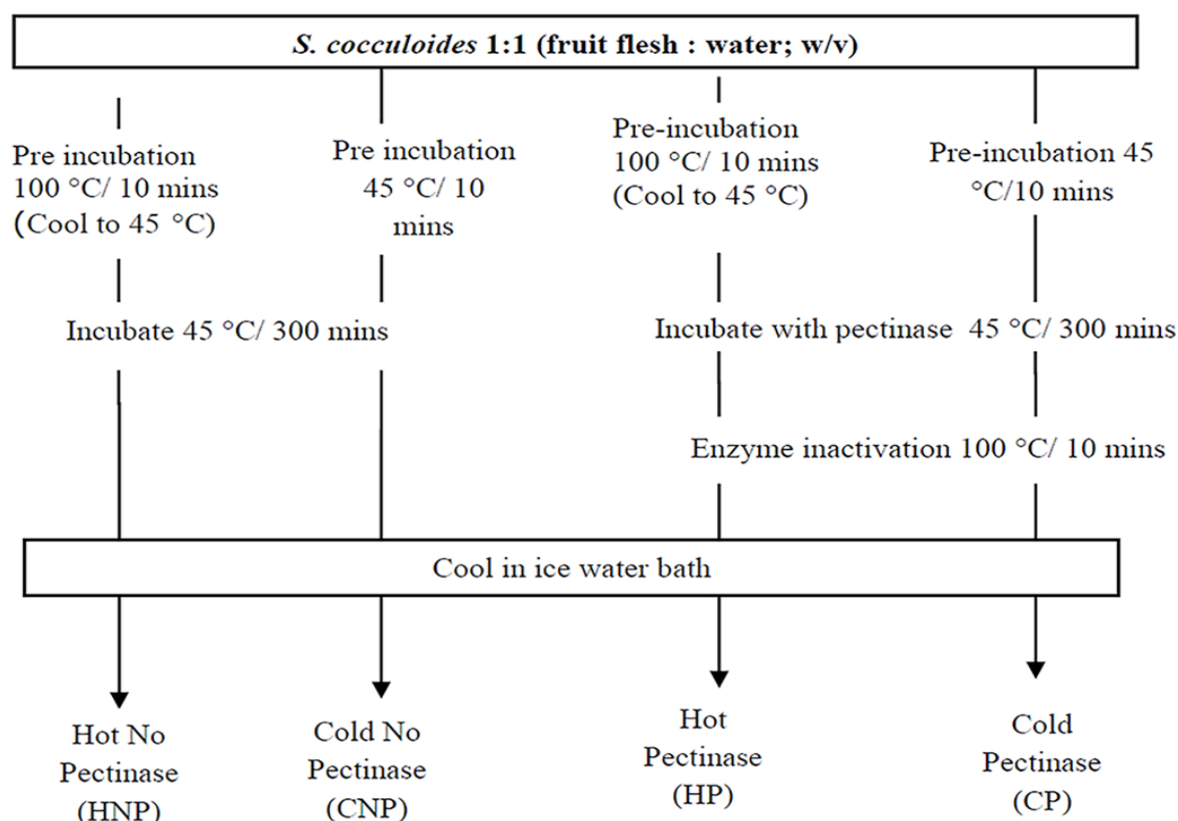 S. cocculoides 1:1 (fruit flesh : water; w/v)
Pre incubation
100 °C/ 10 mins
(Cool to 45 °C)
Pre incubation
45 °C/ 10
mins
Pre-incubation
100 °C/ 10 mins
(Cool to 45 °C)
Pre-incubation 45
°C/10 mins
Incubate 45 °C/ 300 mins
Incubate with pectinase 45 °C/ 300 mins
Enzyme inactivation 100 °C/ 10 mins
Cool in ice water bath
Hot No
Pectinase
(HNP)
Cold No
Pectinase
(CNP)
Hot
Pectinase
(HP)
Cold
Pectinase
(CP)